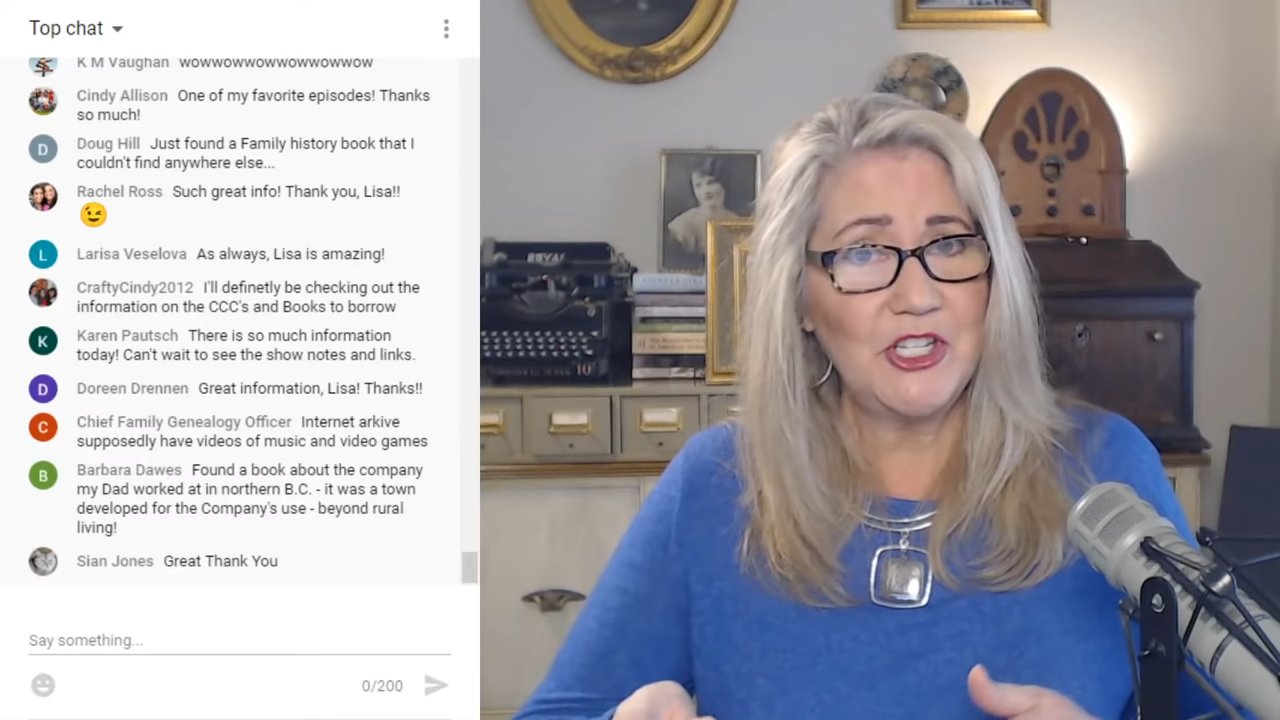 Top chat
K M Vaughan wowwowwowwowwowwow
Cindy Allison One of my favorite episodes! Thanks
so much!
Doug Hill Just found a Family history book that I
D
couldn't find anywhere else...
Rachel Ross Such great info! Thank you, Lisa!!
L
Larisa Veselova As always, Lisa is amazing!
CraftyCindy2012 I'll definetly be checking out the
information on the CCC's and Books to borrow
Karen Pautsch There is so much information
K
today! Can't wait to see the show notes and links.
D
Doreen Drennen Great information, Lisa! Thanks!!
Chief Family Genealogy Officer Internet arkive
C
supposedly have videos of music and video games
Barbara Dawes Found a book about the company
B
my Dad worked at in northern B.C. - it was a town
developed for the Company's use - beyond rural
living!
Sian Jones Great Thank You
Say something...
0/200
ROYAL
10